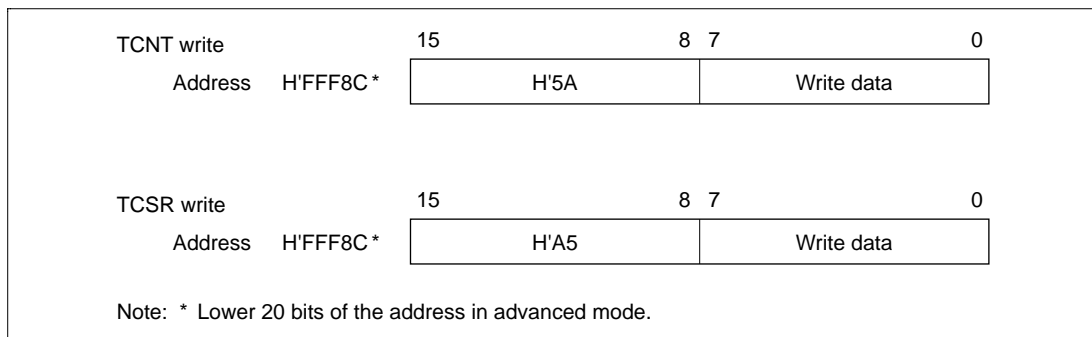 TCNT write 15 8 7 0
Address H'FFF8C * H'5A Write data
TCSR write 15 8 7 0
Address H'FFF8C * H'A5 Write data
Note: * Lower 20 bits of the address in advanced mode.